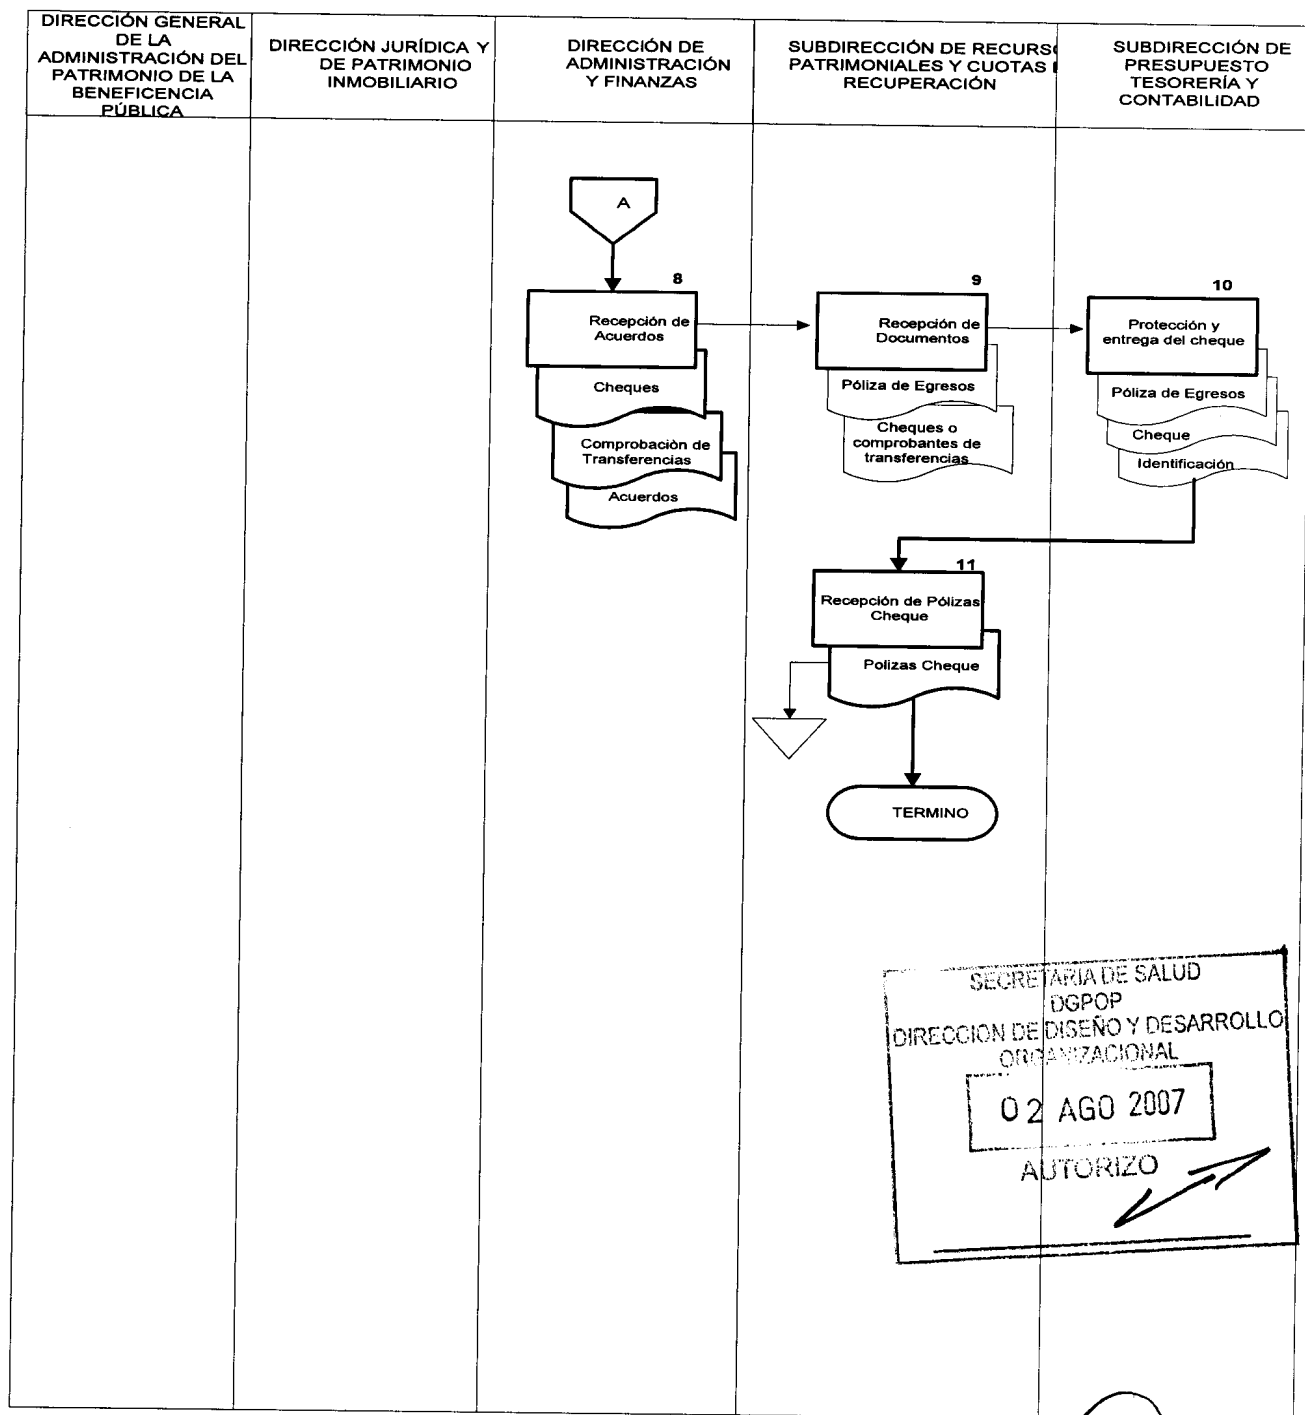 DIRECCIÓN GENERAL
DE LA
ADMINISTRACIÓN DEL
PATRIMONIO DE LA
BENEFICENCIA
PÚBLICA
DIRECCIÓN JURÍDICA Y
DE PATRIMONIO
INMOBILIARIO
DIRECCIÓN DE
ADMINISTRACIÓN
Y FINANZAS
SUBDIRECCIÓN DE RECURSO
PATRIMONIALES Y CUOTAS
RECUPERACIÓN
SUBDIRECCIÓN DE
PRESUPUESTO
TESORERÍA Y
CONTABILIDAD
A
8
Recepción de
Acuerdos
Cheques
Comprobaciòn de
Transferencias
Acuerdos
9
Recepción de
Documentos
Póliza de Egresos
Cheques o
comprobantes de
transferencias
10
Protección y
entrega del cheque
Póliza de Egresos
Cheque
Identificación
11
Recepción de Pólizas
Cheque
Polizas Cheque
TERMINO
SECRETARIA DE SALUD
DGPOP
DIRECCION DE DISEÑO Y DESARROLLO
ORGANIZACIONAL
02 AGO 2007
AUTORIZO